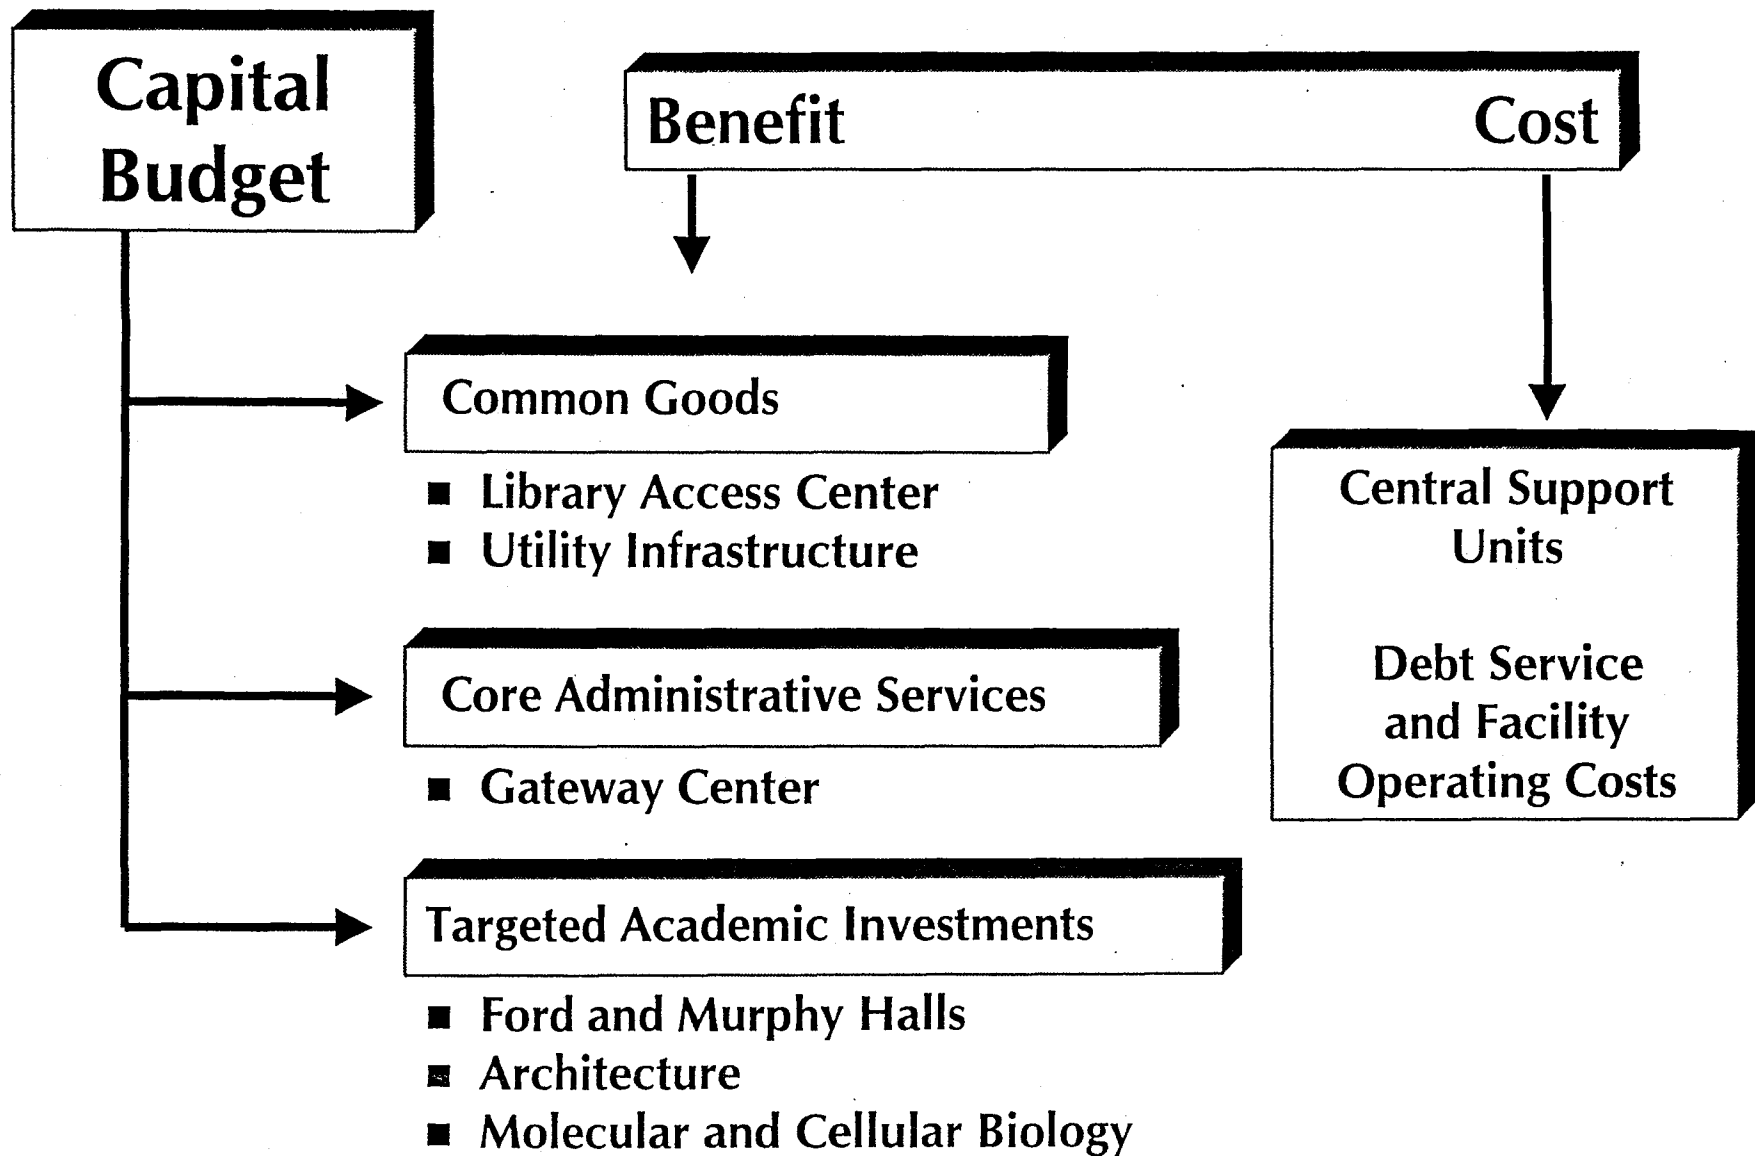 Capital
Budget
Benefit
Cost
Common Goods
■ Library Access Center
■ Utility Infrastructure
Core Administrative Services
■ Gateway Center
Targeted Academic Investments
■ Ford and Murphy Halls
■ Architecture
■ Molecular and Cellular Biology
Central Support
Units
Debt Service
and Facility
Operating Costs